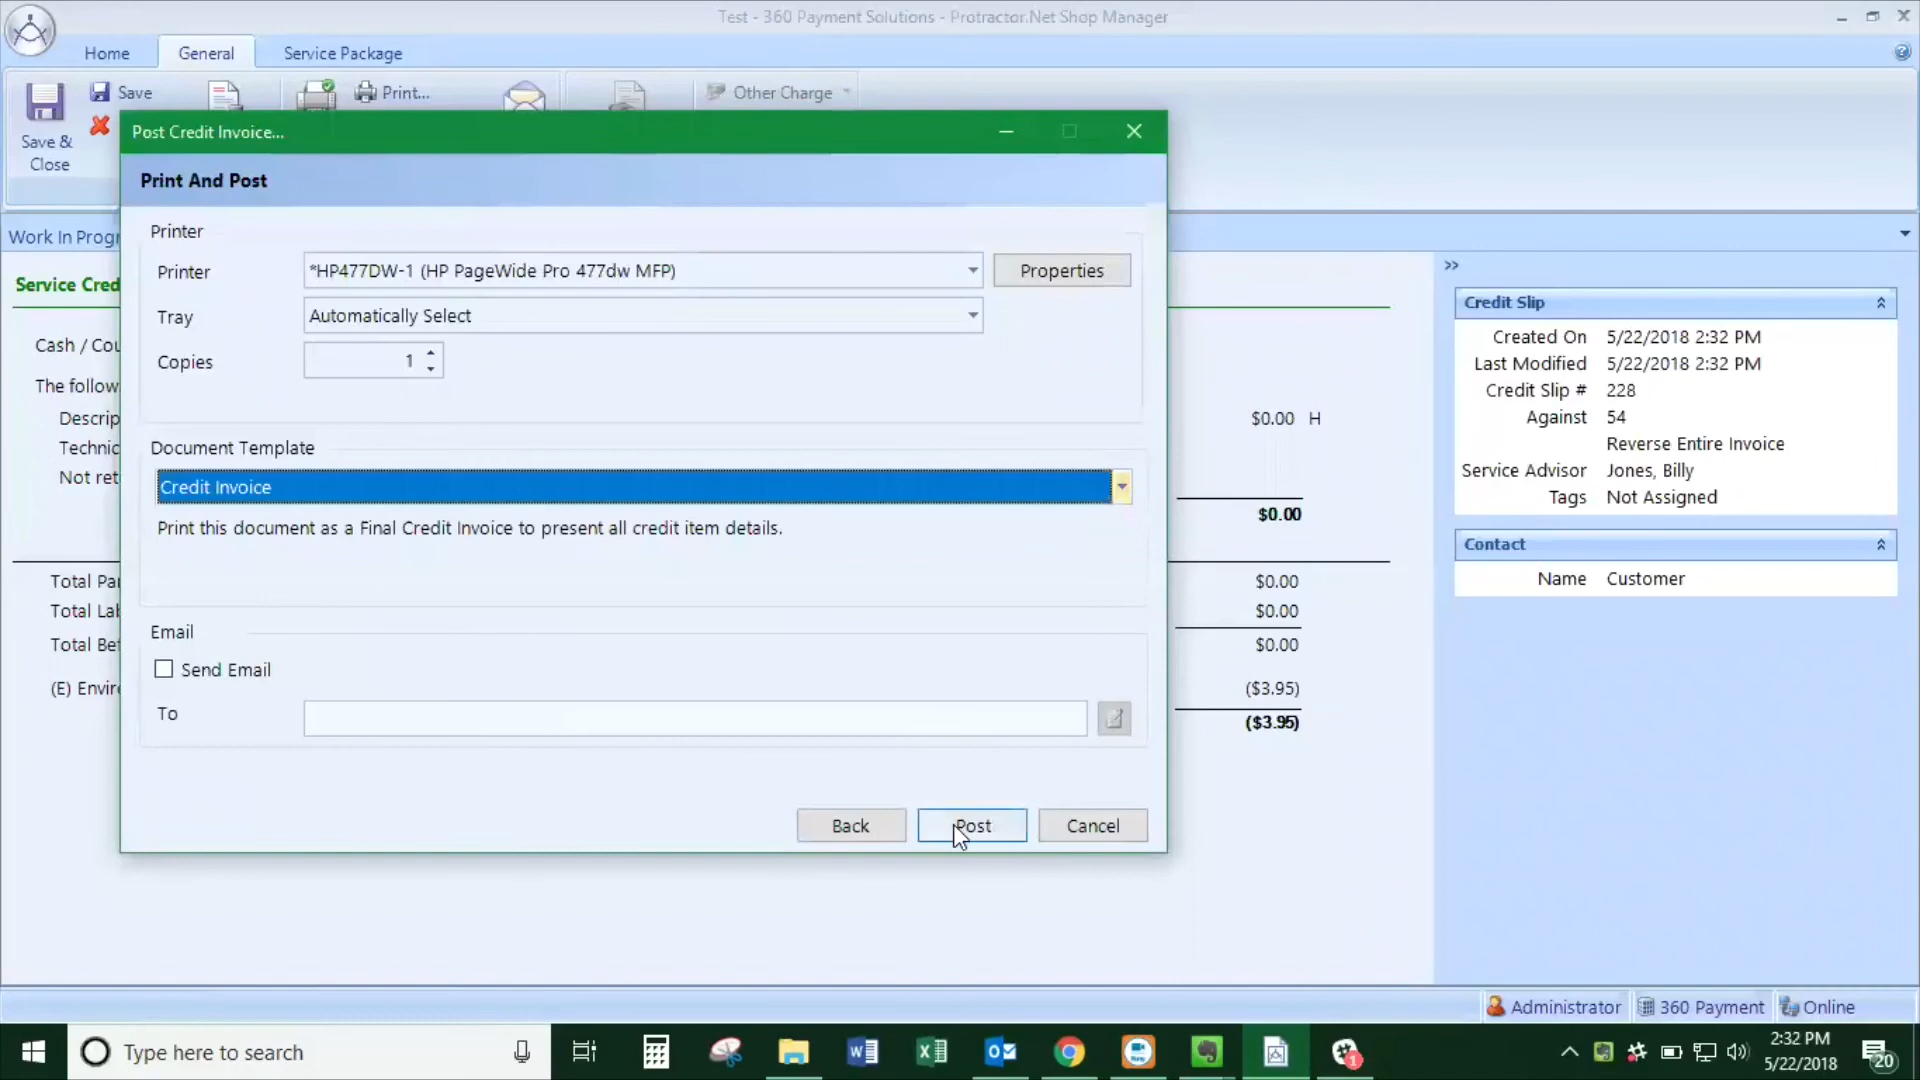 Test - 360 Payment Solutions - Protractor.Net Shop Manager
Home
General
Service Package
Save
Print...
Other Charge
Save &
Close
Post Credit Invoice...
Print And Post
Work In Progr
Printer
Printer
*HP477DW-1 (HP PageWide Pro 477dw MFP)
Properties
Tray
Automatically Select
Copies
1
Document Template
Credit Invoice
Print this document as a Final Credit Invoice to present all credit item details.
Email
Send Email
To
Back
Post
Cancel
Service Cred
Cash / Cou
The follow
Descrip
Technic
Not ret
$0.00 H
$0.00
Total Par
$0.00
Total Lab
$0.00
Total Bef
$0.00
(E) Enviro
($3.95)
($3.95)
>>
Credit Slip
Created On 5/22/2018 2:32 PM
Last Modified 5/22/2018 2:32 PM
Credit Slip # 228
Against 54
Reverse Entire Invoice
Service Advisor Jones, Billy
Tags Not Assigned
Contact
Name Customer
Administrator
360 Payment
Online
Type here to search
1
2:32 PM
5/22/2018
20